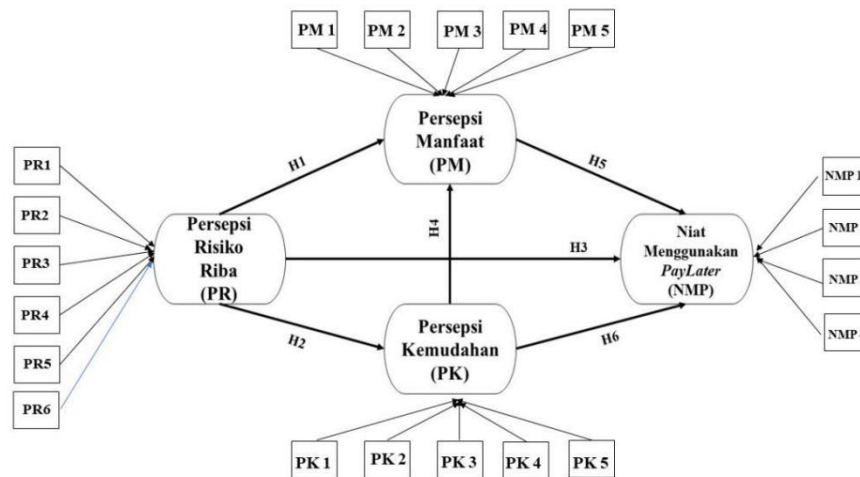 PM 1
PM 2
PM 3
PM 4
PM 5
Persepsi
Manfaat
(PM)
H1
H5
PR1
PR2
PR3
PR4
PR5
PR6
Persepsi
Risiko
Riba
(PR)
H4
H3
Niat
Menggunakan
PayLater
(NMP)
NMP
NMP
NMP
NMP
H2
H6
Persepsi
Kemudahan
(PK)
PK 1
PK 2
PK 3
PK 4
PK 5